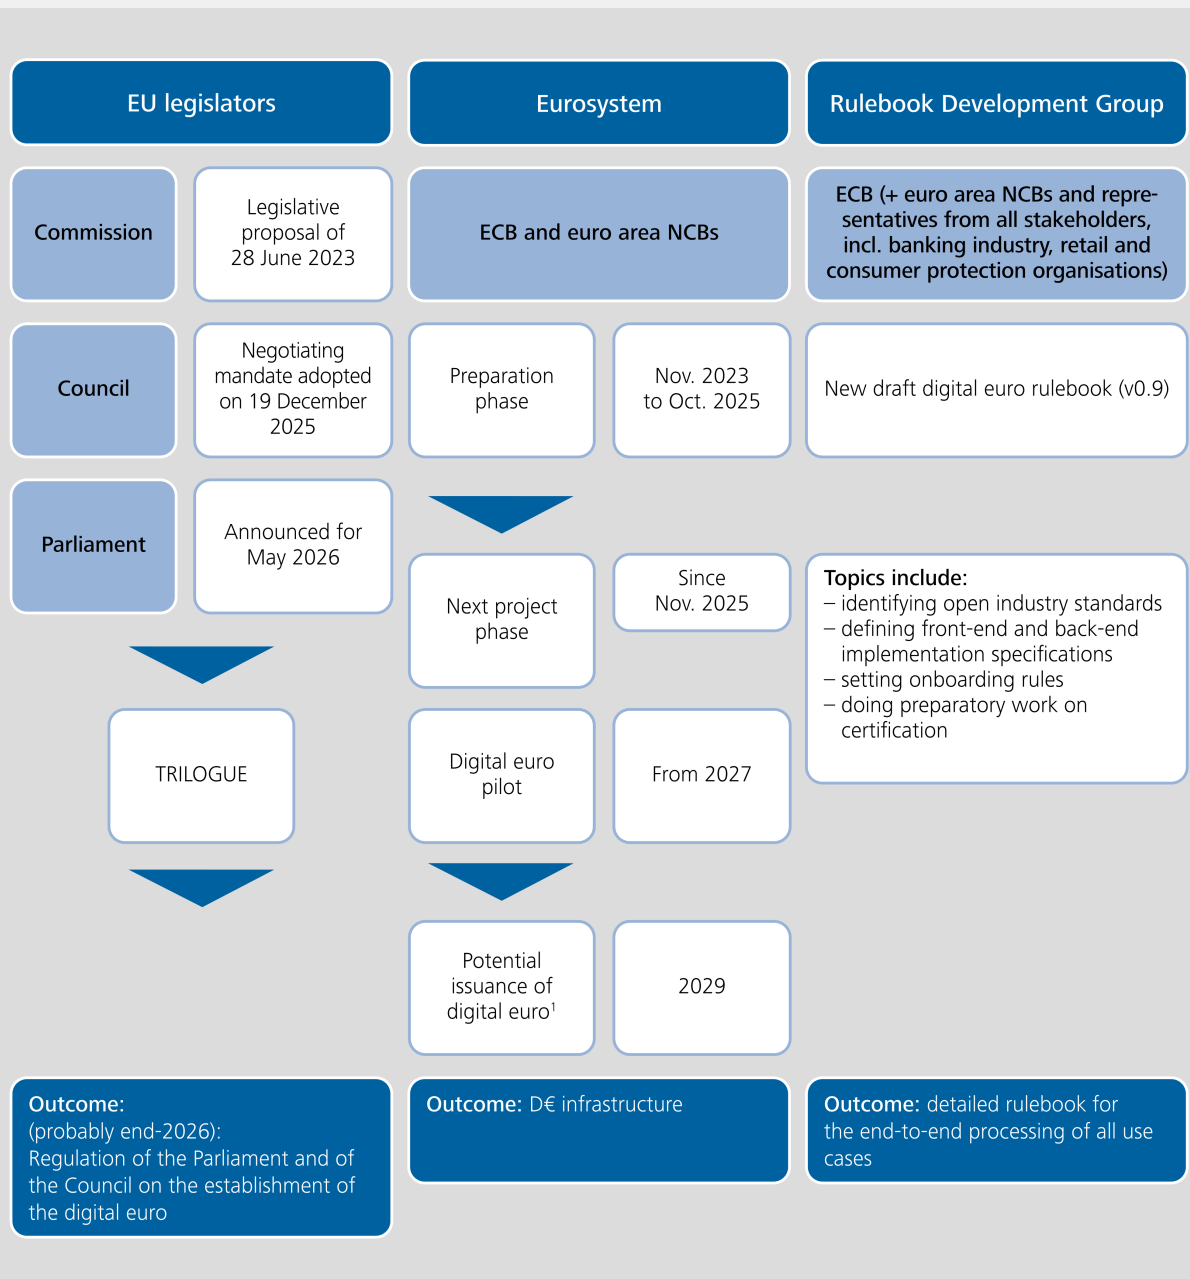 EU legislators
Commission
Legislative
proposal of
28 June 2023
Council
Negotiating
mandate adopted
on 19 December
2025
Parliament
Announced for
May 2026
TRILOGUE
Outcome:
(probably end-2026):
Regulation of the Parliament and of
the Council on the establishment of
the digital euro
Eurosystem
ECB and euro area NCBs
Preparation
phase
Nov. 2023
to Oct. 2025
Next project
phase
Since
Nov. 2025
Digital euro
pilot
From 2027
Potential
issuance of
digital euro¹
2029
Outcome: D€ infrastructure
Rulebook Development Group
ECB (+ euro area NCBs and repre-
sentatives from all stakeholders,
incl. banking industry, retail and
consumer protection organisations)
New draft digital euro rulebook (v0.9)
Topics include:
– identifying open industry standards
– defining front-end and back-end
implementation specifications
– setting onboarding rules
– doing preparatory work on
certification
Outcome: detailed rulebook for
the end-to-end processing of all use
cases